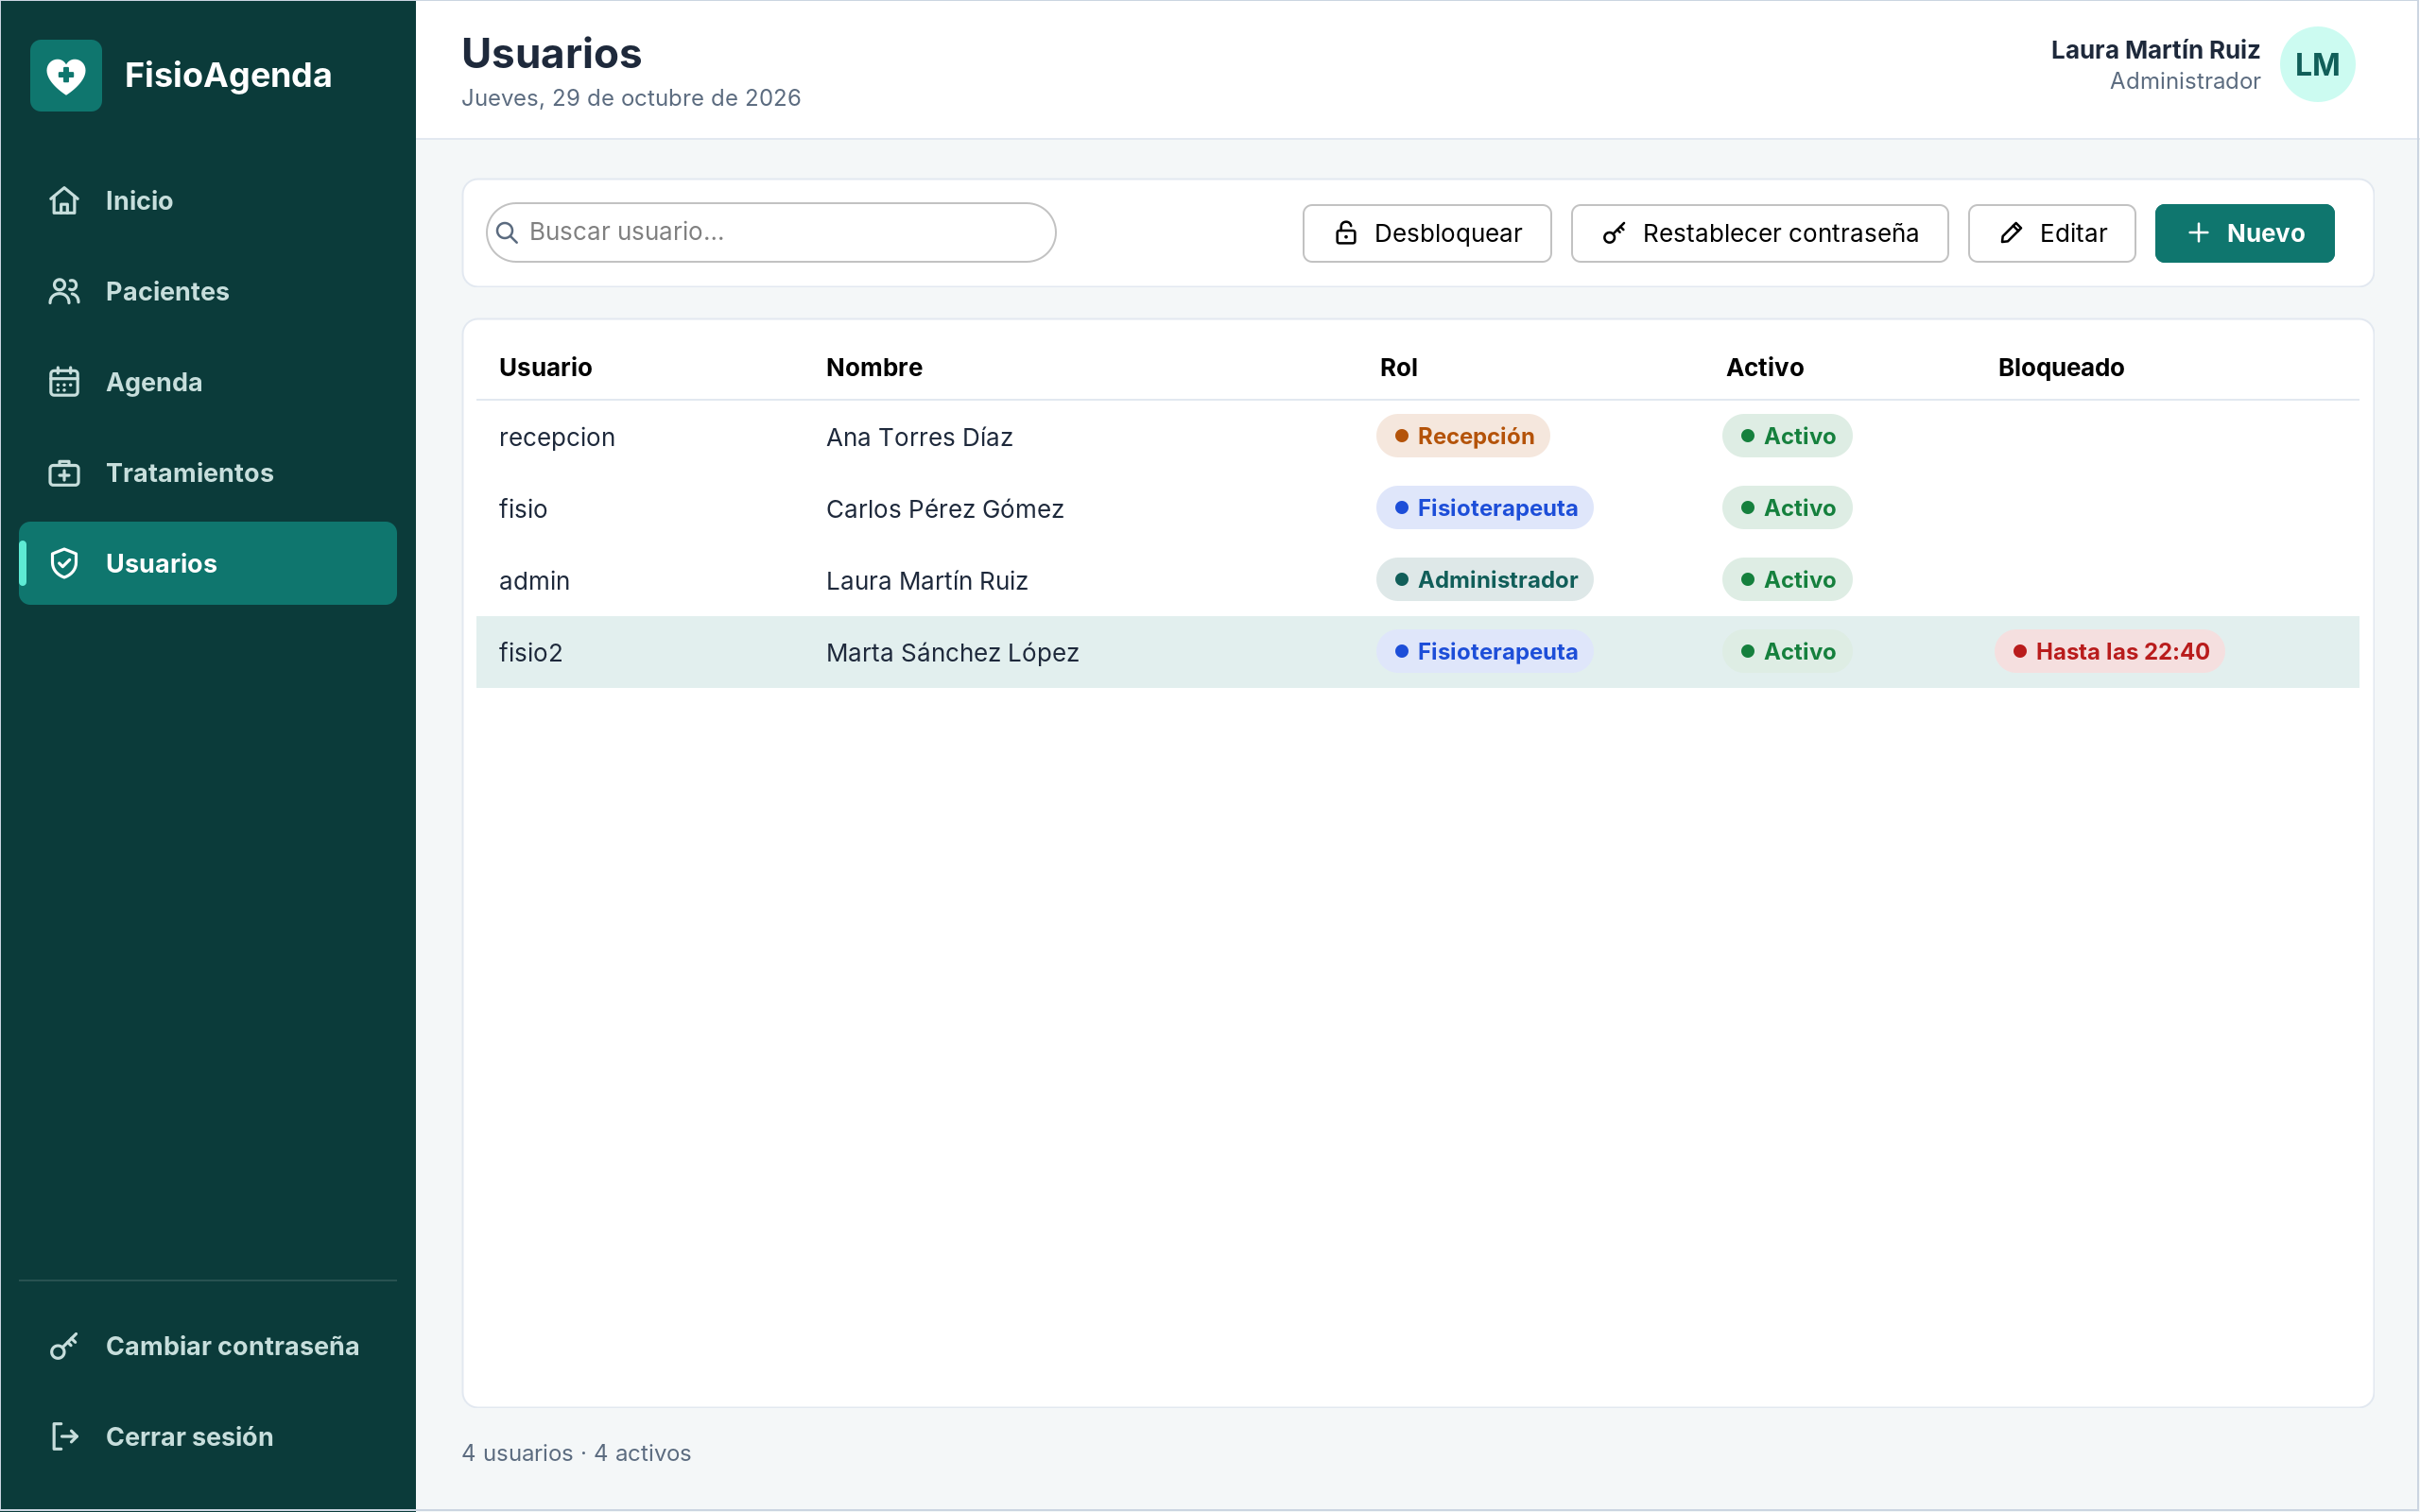 FisioAgenda
Inicio
Pacientes
Agenda
Tratamientos
Usuarios
Cambiar contraseña
Cerrar sesión
Usuarios
Jueves, 29 de octubre de 2026
Laura Martín Ruiz
Administrador
LM
Buscar usuario...
Desbloquear
Restablecer contraseña
Editar
Nuevo
Usuario Nombre Rol Activo Bloqueado
recepcion Ana Torres Díaz Recepción Activo
fisio Carlos Pérez Gómez Fisioterapeuta Activo
admin Laura Martín Ruiz Administrador Activo
fisio2 Marta Sánchez López Fisioterapeuta Activo Hasta las 22:40
4 usuarios · 4 activos